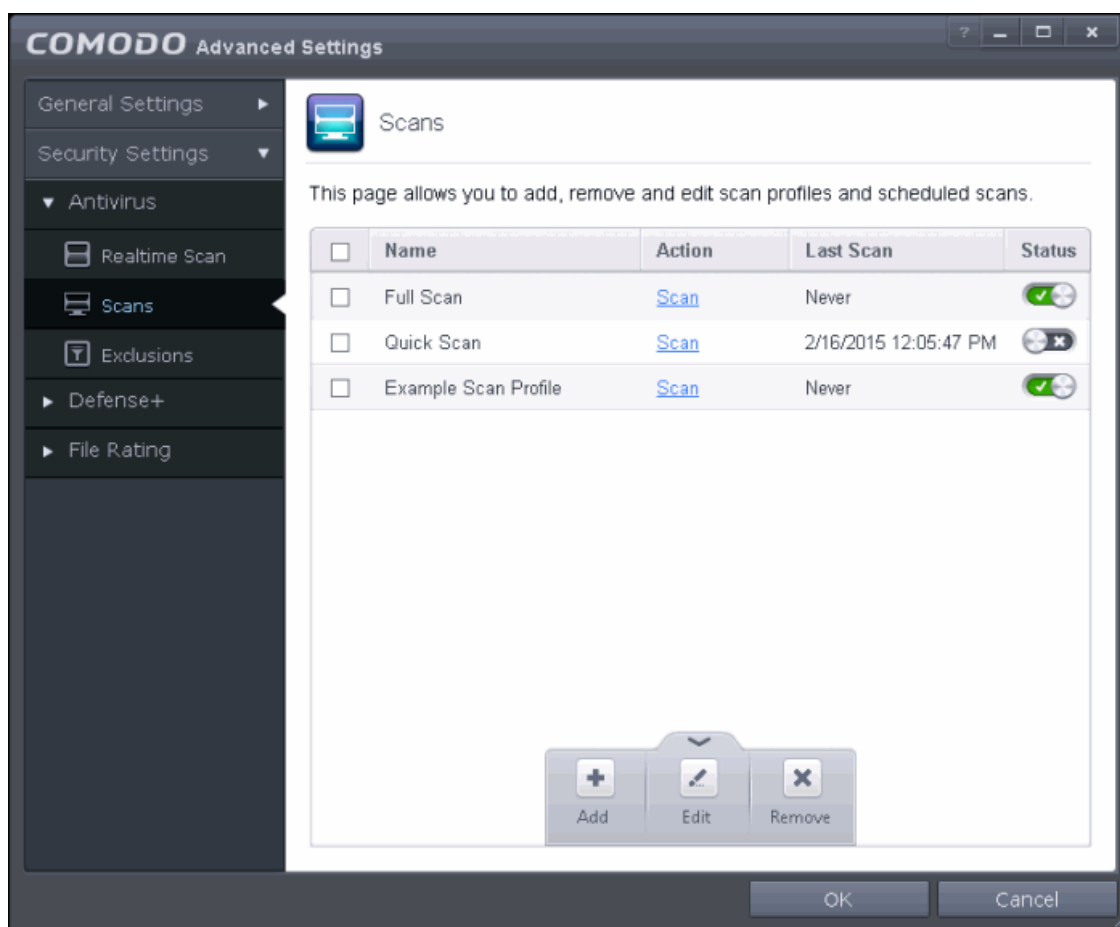 COMODO Advanced Settings
?
General Settings
Security Settings
Antivirus
Realtime Scan
Scans
Exclusions
Defense+
File Rating
Scans
This page allows you to add, remove and edit scan profiles and scheduled scans.
Name Action Last Scan Status
Full Scan Scan Never
Quick Scan Scan 2/16/2015 12:05:47 PM
Example Scan Profile Scan Never
Add Edit Remove
OK Cancel